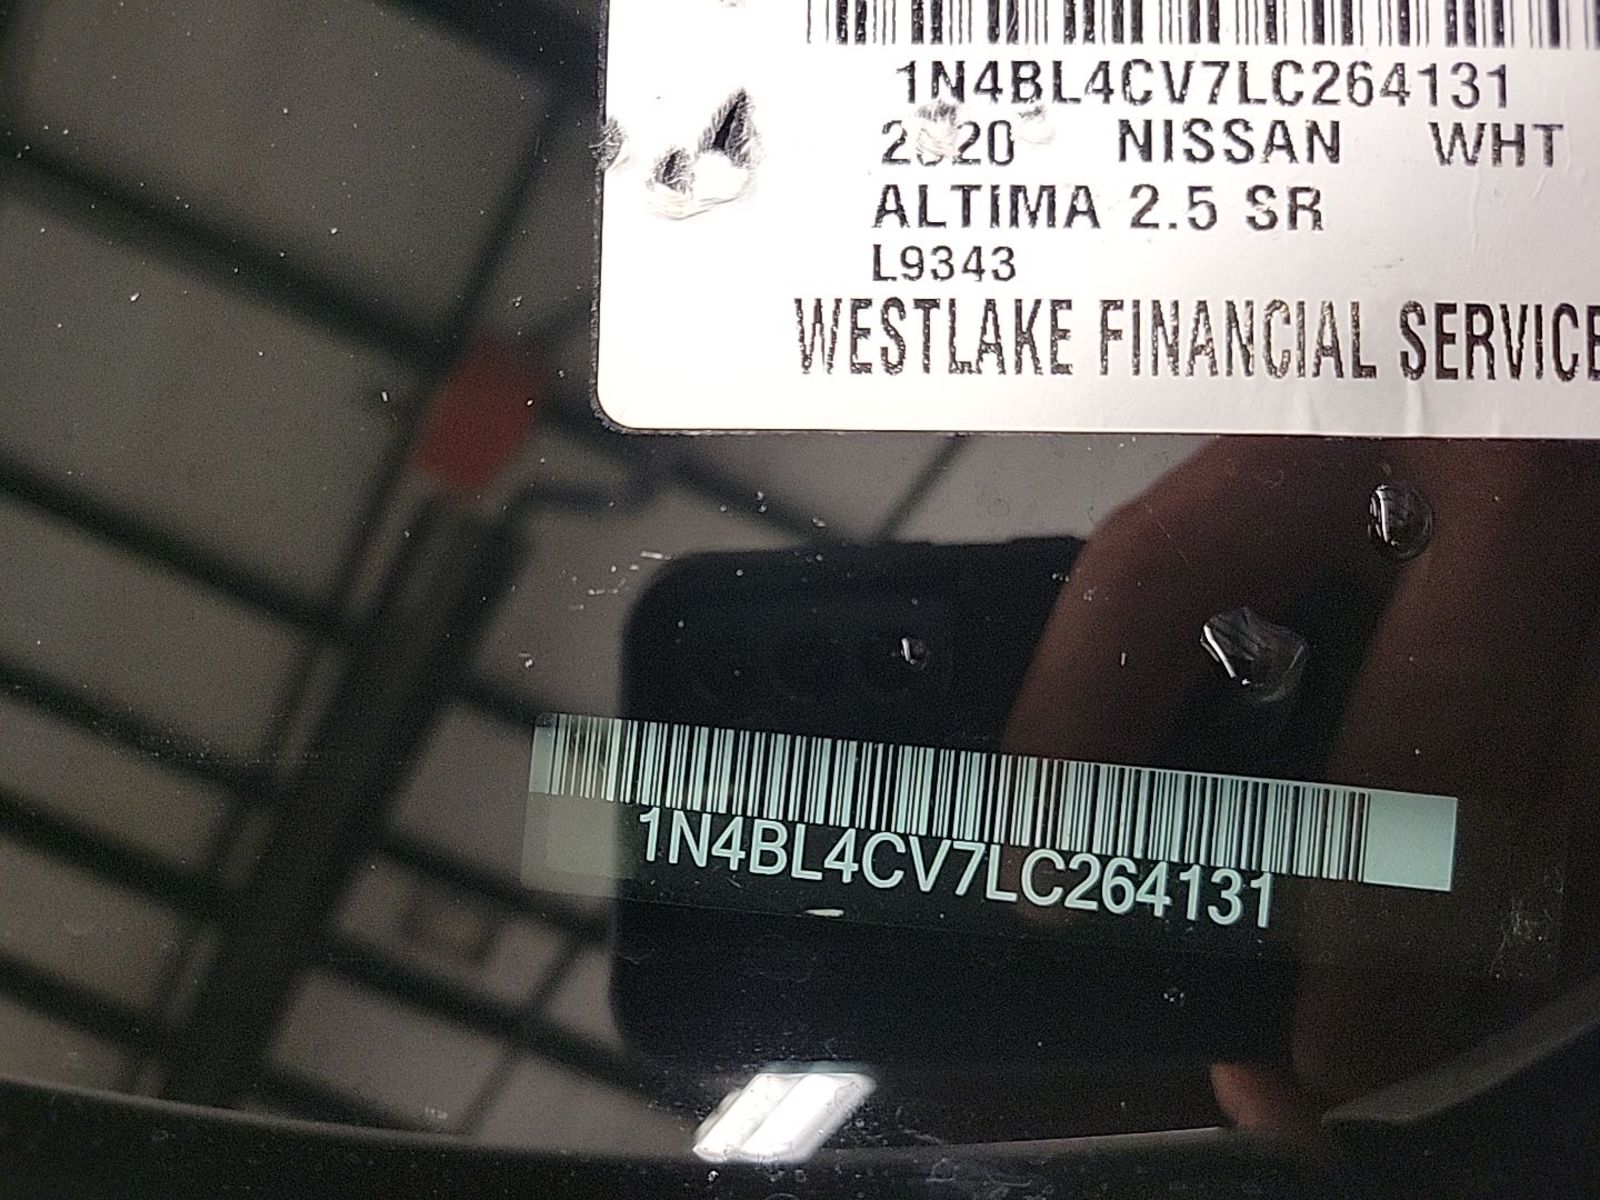 1N4BL4CV7LC264131
2020 NISSAN WHT
ALTIMA 2.5 SR
L9343
WESTLAKE FINANCIAL SERVICE
1N4BL4CV7LC264131